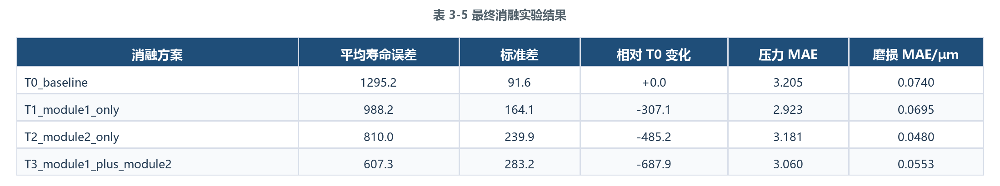 表 3-5 最终消融实验结果
消融方案 平均寿命误差 标准差 相对 T0 变化 压力 MAE 磨损 MAE/μm
T0_baseline 1295.2 91.6 +0.0 3.205 0.0740
T1_module1_only 988.2 164.1 -307.1 2.923 0.0695
T2_module2_only 810.0 239.9 -485.2 3.181 0.0480
T3_module1_plus_module2 607.3 283.2 -687.9 3.060 0.0553